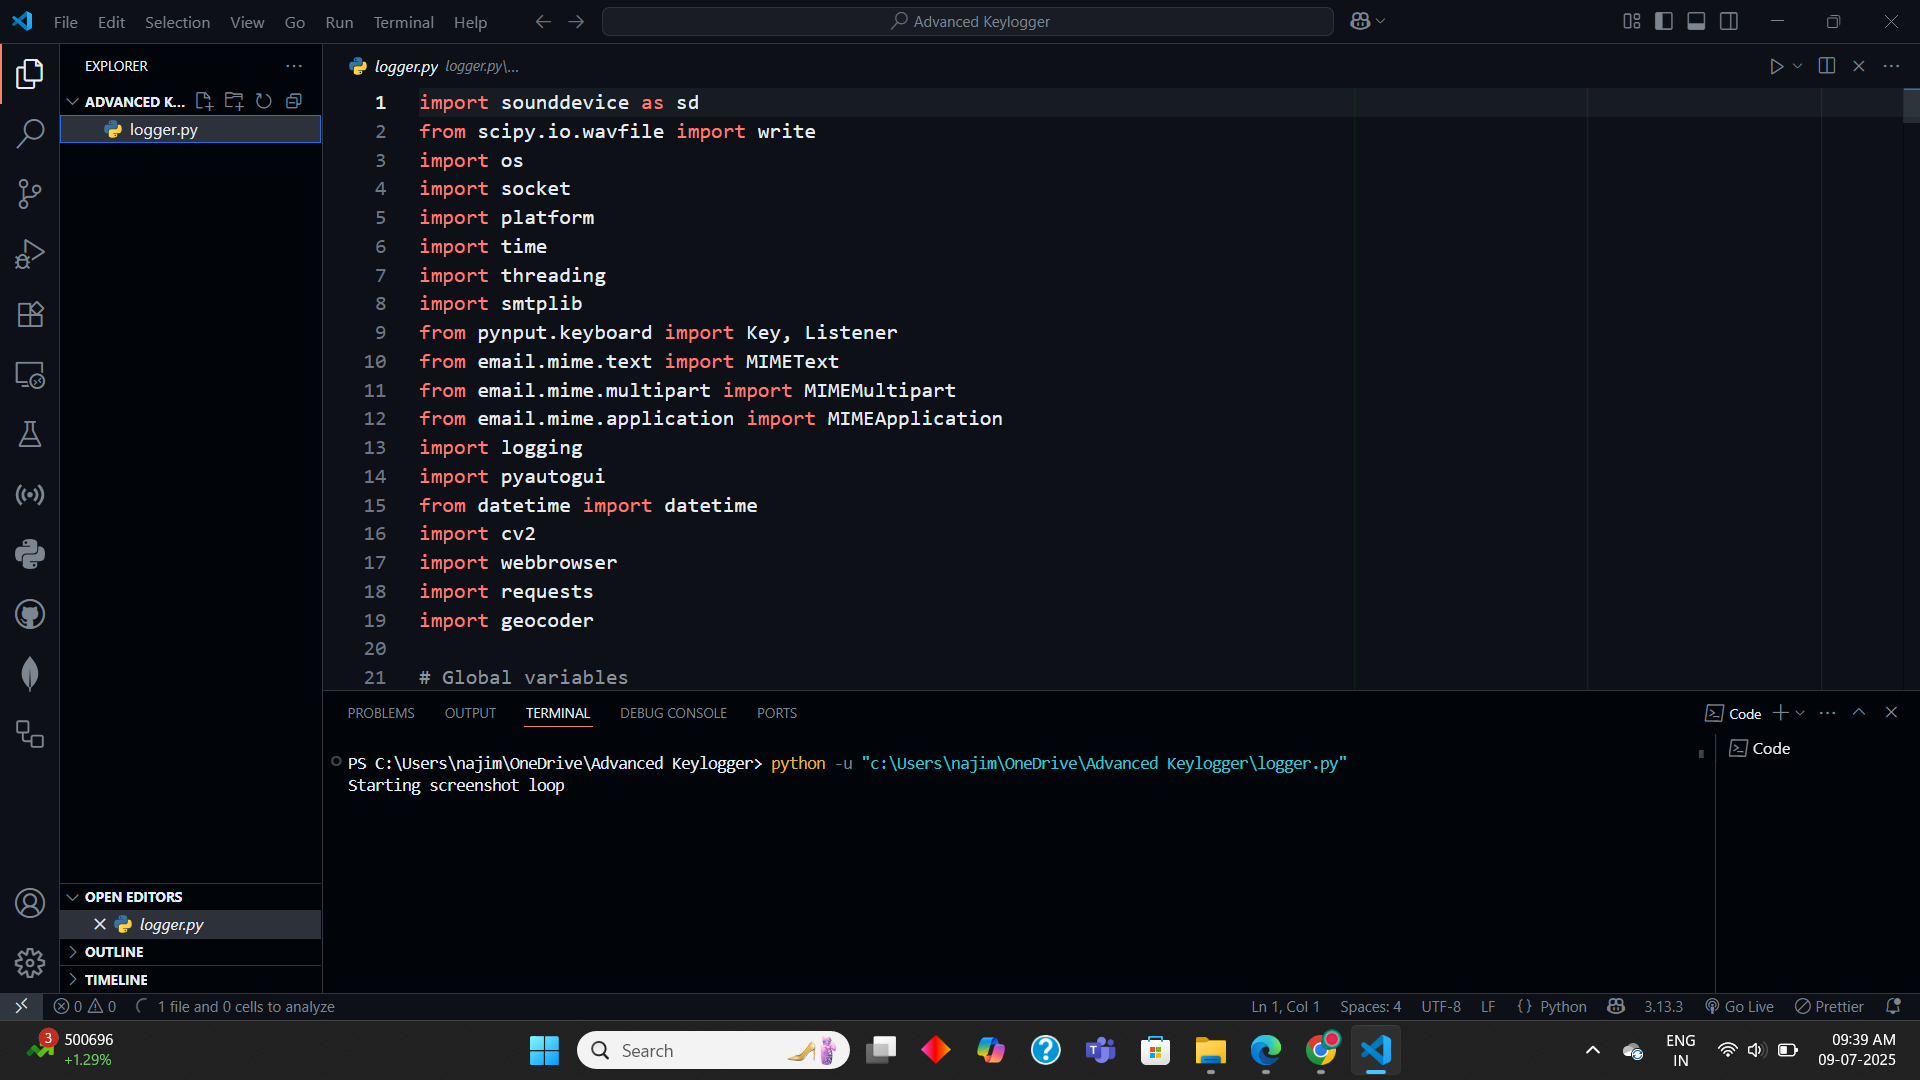 File Edit Selection View Go Run Terminal Help
Advanced Keylogger
EXPLORER
ADVANCED K...
logger.py
logger.py logger.py\...
1 import sounddevice as sd
2 from scipy.io.wavfile import write
3 import os
4 import socket
5 import platform
6 import time
7 import threading
8 import smtplib
9 from pynput.keyboard import Key, Listener
10 from email.mime.text import MIMEText
11 from email.mime.multipart import MIMEMultipart
12 from email.mime.application import MIMEApplication
13 import logging
14 import pyautogui
15 from datetime import datetime
16 import cv2
17 import webbrowser
18 import requests
19 import geocoder
20
21 # Global variables
PROBLEMS OUTPUT TERMINAL DEBUG CONSOLE PORTS
Code
PS C:\Users\najim\OneDrive\Advanced Keylogger> python -u "c:\Users\najim\OneDrive\Advanced Keylogger\logger.py"
Starting screenshot loop
Code
OPEN EDITORS
logger.py
OUTLINE
TIMELINE
0 0 1 file and 0 cells to analyze
Ln 1, Col 1 Spaces: 4 UTF-8 LF {} Python 3.13.3 Go Live Prettier
3 500696
+1.29%
Search
ENG
IN
09:39 AM
09-07-2025